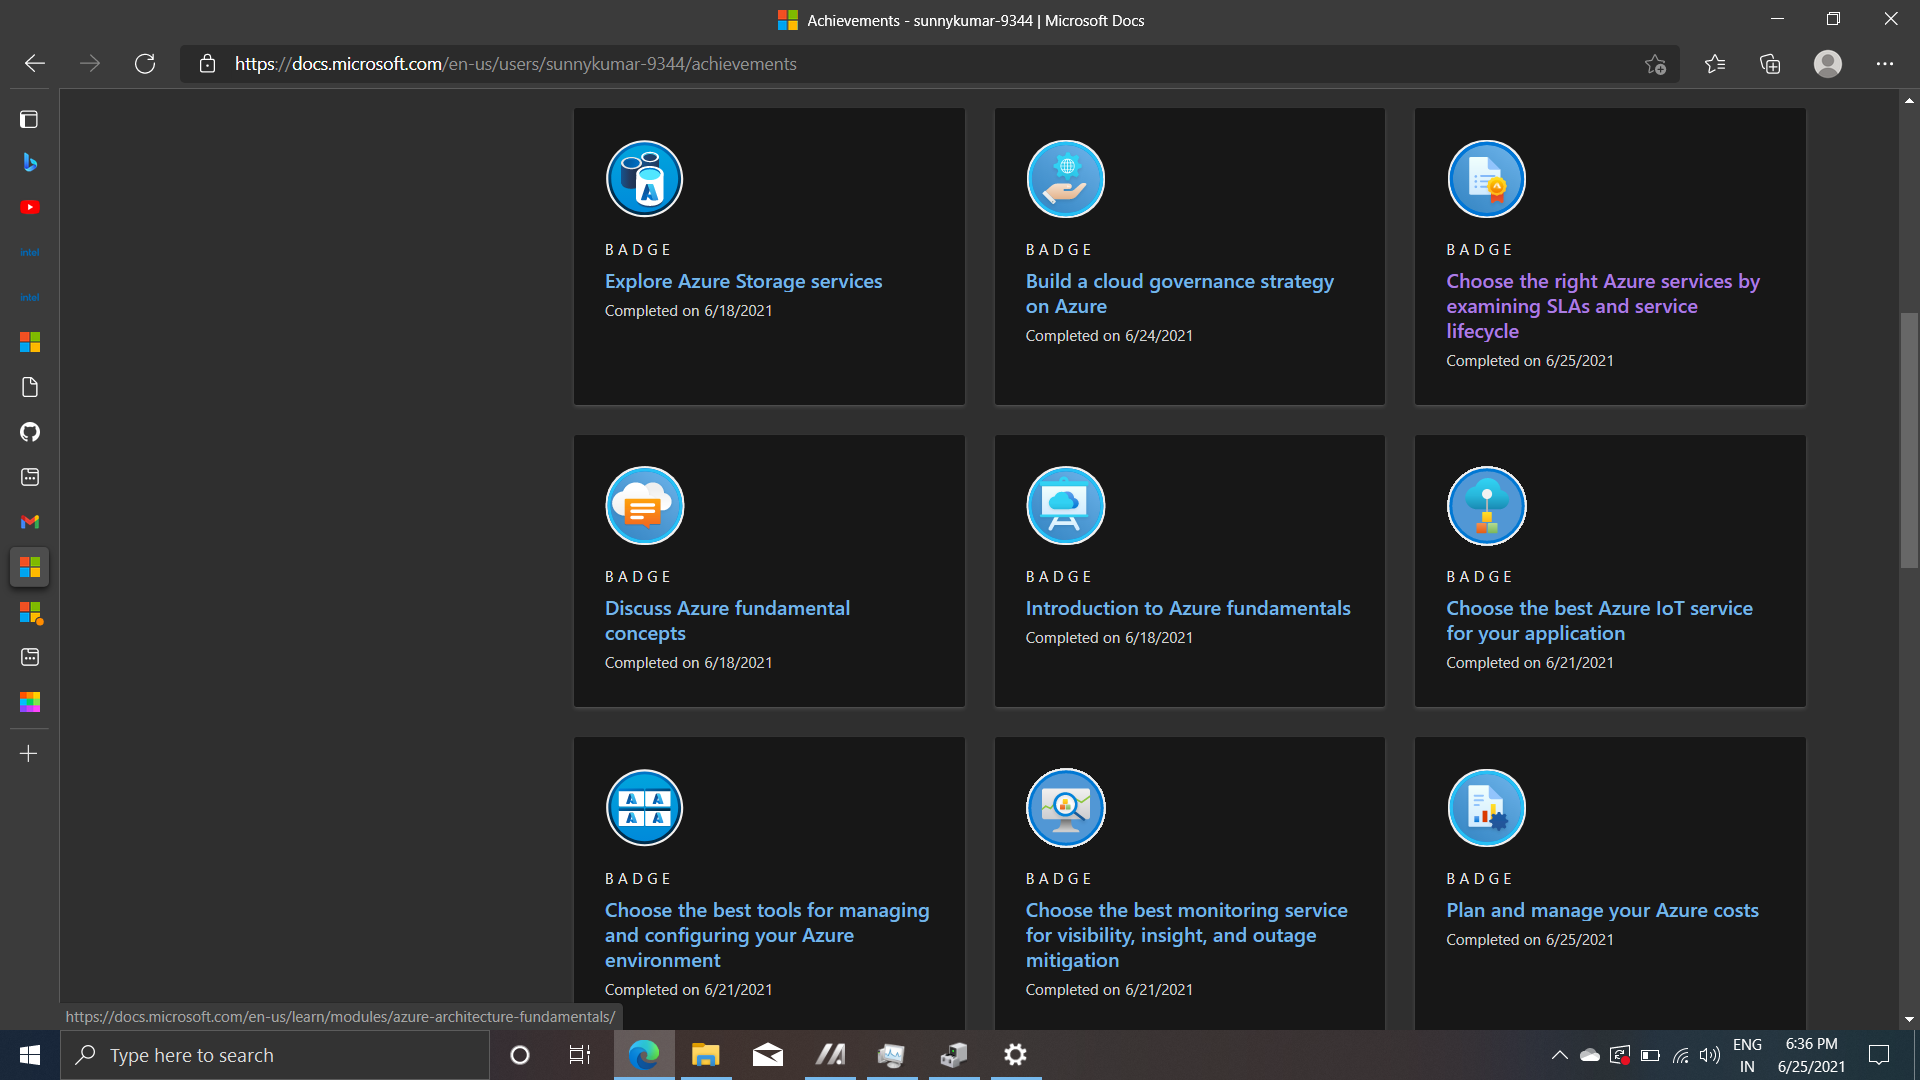 Achievements - sunnykumar-9344 | Microsoft Docs
https://docs.microsoft.com/en-us/users/sunnykumar-9344/achievements
intel
intel
BADGE
Explore Azure Storage services
Completed on 6/18/2021
BADGE
Build a cloud governance strategy
on Azure
Completed on 6/24/2021
BADGE
Choose the right Azure services by
examining SLAs and service
lifecycle
Completed on 6/25/2021
BADGE
Discuss Azure fundamental
concepts
Completed on 6/18/2021
BADGE
Introduction to Azure fundamentals
Completed on 6/18/2021
BADGE
Choose the best Azure IoT service
for your application
Completed on 6/21/2021
BADGE
Choose the best tools for managing
and configuring your Azure
environment
Completed on 6/21/2021
BADGE
Choose the best monitoring service
for visibility, insight, and outage
mitigation
Completed on 6/21/2021
BADGE
Plan and manage your Azure costs
Completed on 6/25/2021
https://docs.microsoft.com/en-us/learn/modules/azure-architecture-fundamentals/
Type here to search
ENG
IN
6:36 PM
6/25/2021